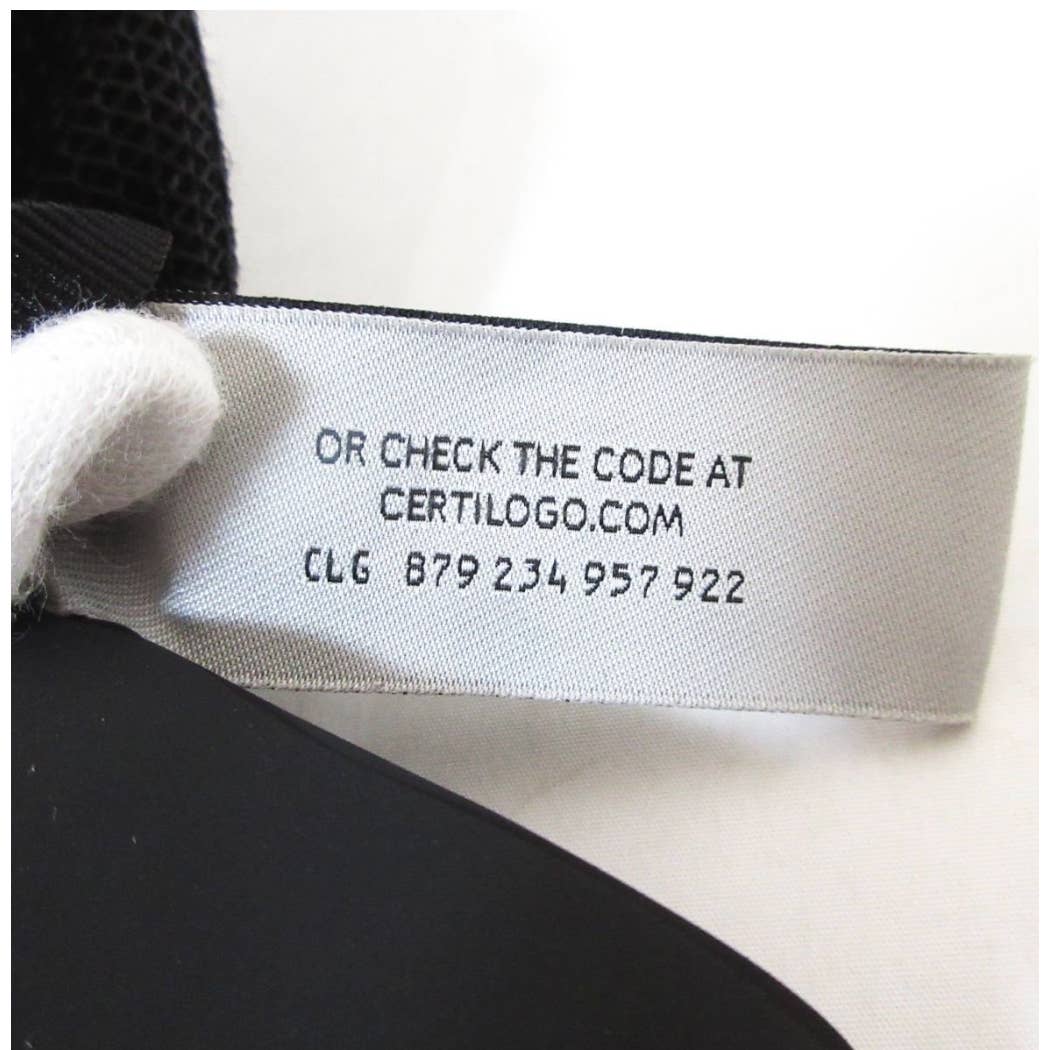 OR CHECK THE CODE AT
CERTILOGO.COM
CLG 879 234 957 922